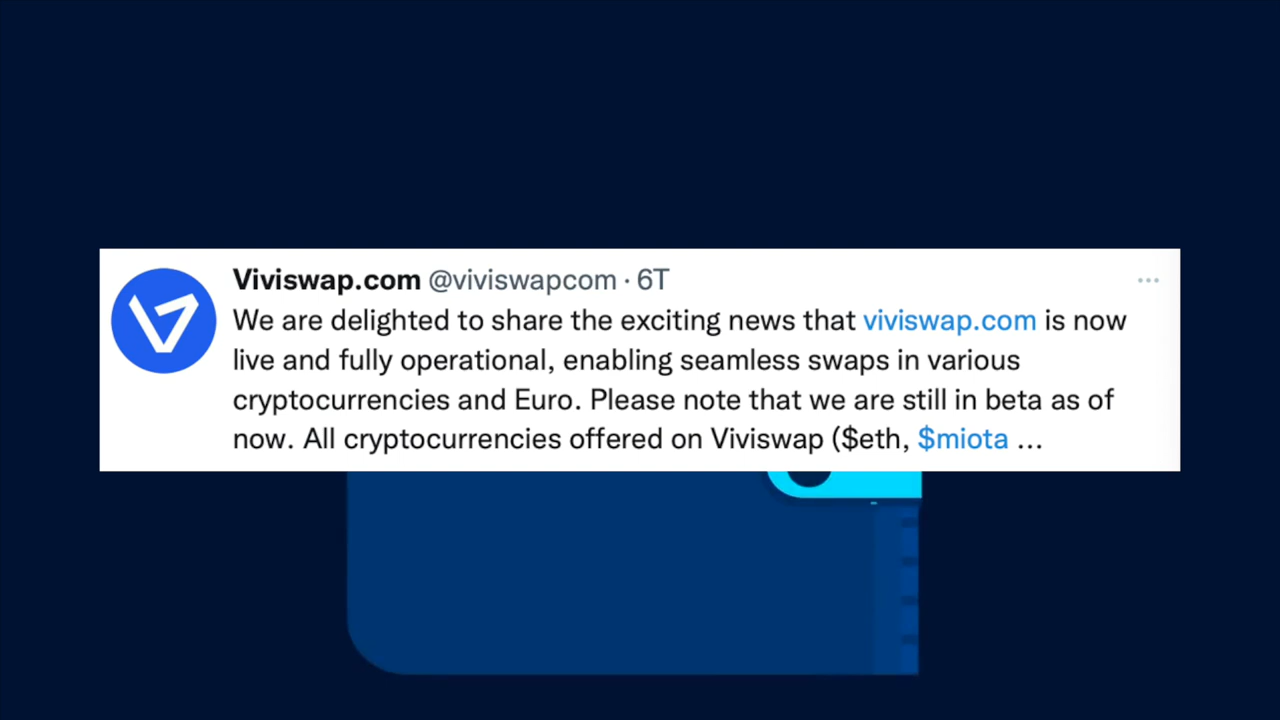 Viviswap.com @viviswapcom · 6T
We are delighted to share the exciting news that viviswap.com is now
live and fully operational, enabling seamless swaps in various
cryptocurrencies and Euro. Please note that we are still in beta as of
now. All cryptocurrencies offered on Viviswap ($eth, $miota ...